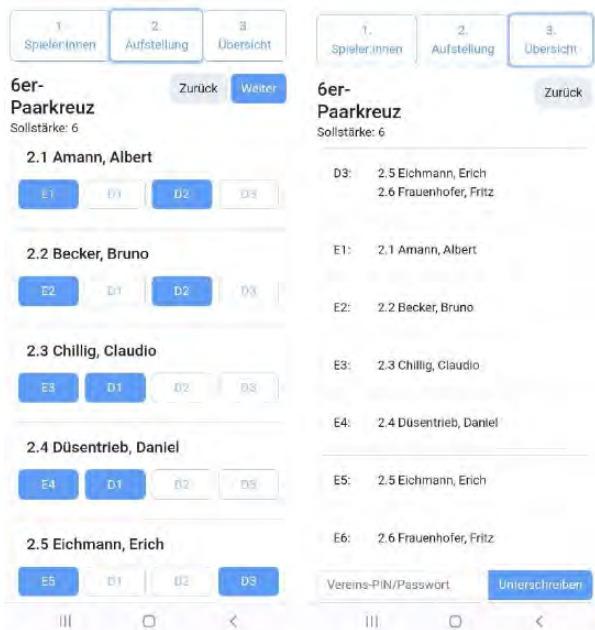 1.
Spieler:innen
2.
Aufstellung
3.
Übersicht
6er-
Paarkreuz
Zurück
Weiter
Sollstärke: 6
2.1 Amann, Albert
E1 D1 D2 D3
2.2 Becker, Bruno
E2 D1 D2 D3
2.3 Chillig, Claudio
E3 D1 D2 D3
2.4 Düsentrieb, Daniel
E4 D1 D2 D3
2.5 Eichmann, Erich
E5 D1 D2 D3
1.
Spieler:innen
2.
Aufstellung
3.
Übersicht
6er-
Paarkreuz
Zurück
Sollstärke: 6
D3: 2.5 Eichmann, Erich
2.6 Frauenhofer, Fritz
E1: 2.1 Amann, Albert
E2: 2.2 Becker, Bruno
E3: 2.3 Chillig, Claudio
E4: 2.4 Düsentrieb, Daniel
E5: 2.5 Eichmann, Erich
E6: 2.6 Frauenhofer, Fritz
Vereins-PIN/Passwort
Unterschreiben